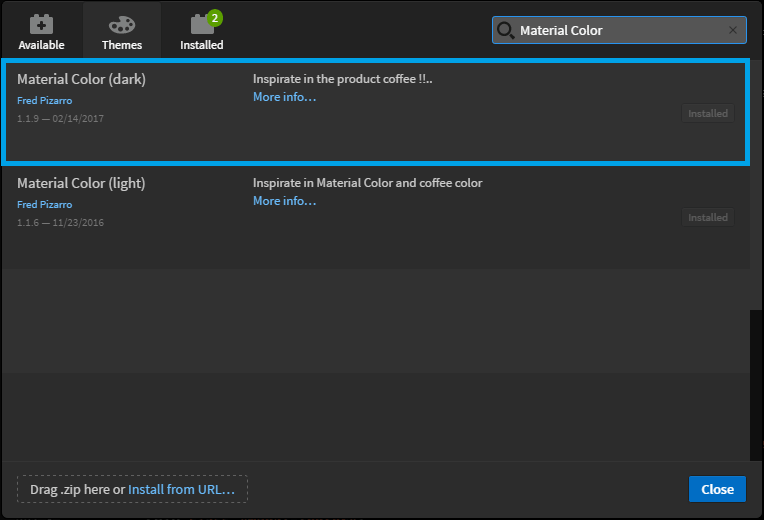 2
Available Themes Installed
Material Color
Material Color (dark)
Inspirate in the product coffee !!..
Fred Pizarro
More info…
1.1.9 — 02/14/2017
Installed
Material Color (light)
Inspirate in Material Color and coffee color
Fred Pizarro
More info…
1.1.6 — 11/23/2016
Installed
Drag .zip here or Install from URL…
Close